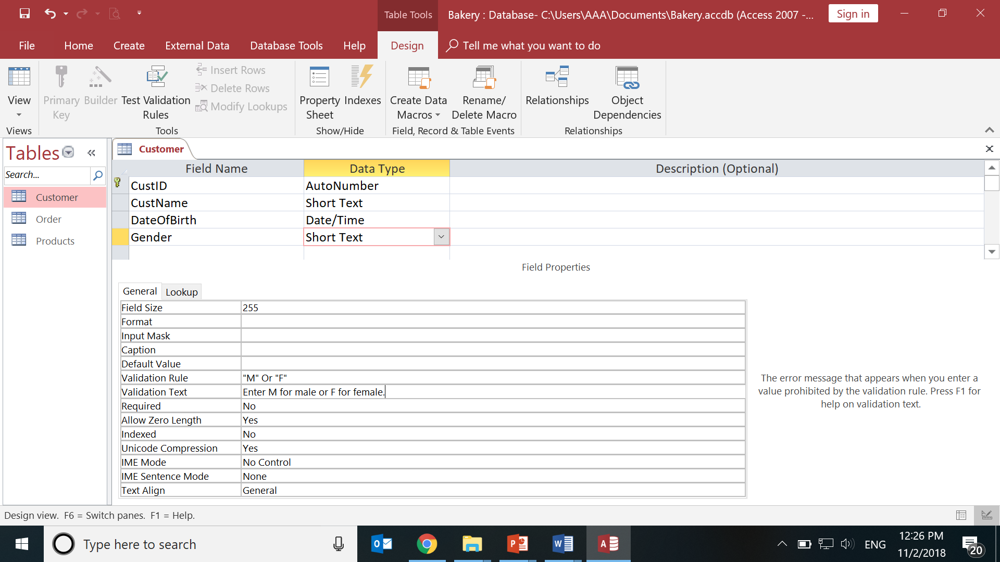 Table Tools
Bakery : Database- C:\Users\AAA\Documents\Bakery.accdb (Access 2007 -...
Sign in
File
Home
Create
External Data
Database Tools
Help
Design
Tell me what you want to do
View
Primary Key
Builder
Test Validation Rules
Insert Rows
Delete Rows
Modify Lookups
Property Sheet
Indexes
Create Data Macros
Rename/ Delete Macro
Relationships
Object Dependencies
Views
Tools
Show/Hide
Field, Record & Table Events
Relationships
Tables
Search...
Customer
Order
Products
Customer
Field Name Data Type Description (Optional)
CustID AutoNumber
CustName Short Text
DateOfBirth Date/Time
Gender Short Text
Field Properties
General Lookup
Field Size 255
Format
Input Mask
Caption
Default Value
Validation Rule "M" Or "F"
Validation Text Enter M for male or F for female.
Required No
Allow Zero Length Yes
Indexed No
Unicode Compression Yes
IME Mode No Control
IME Sentence Mode None
Text Align General
The error message that appears when you enter a
value prohibited by the validation rule. Press F1 for
help on validation text.
Design view. F6 = Switch panes. F1 = Help.
Type here to search
ENG
12:26 PM
11/2/2018
20